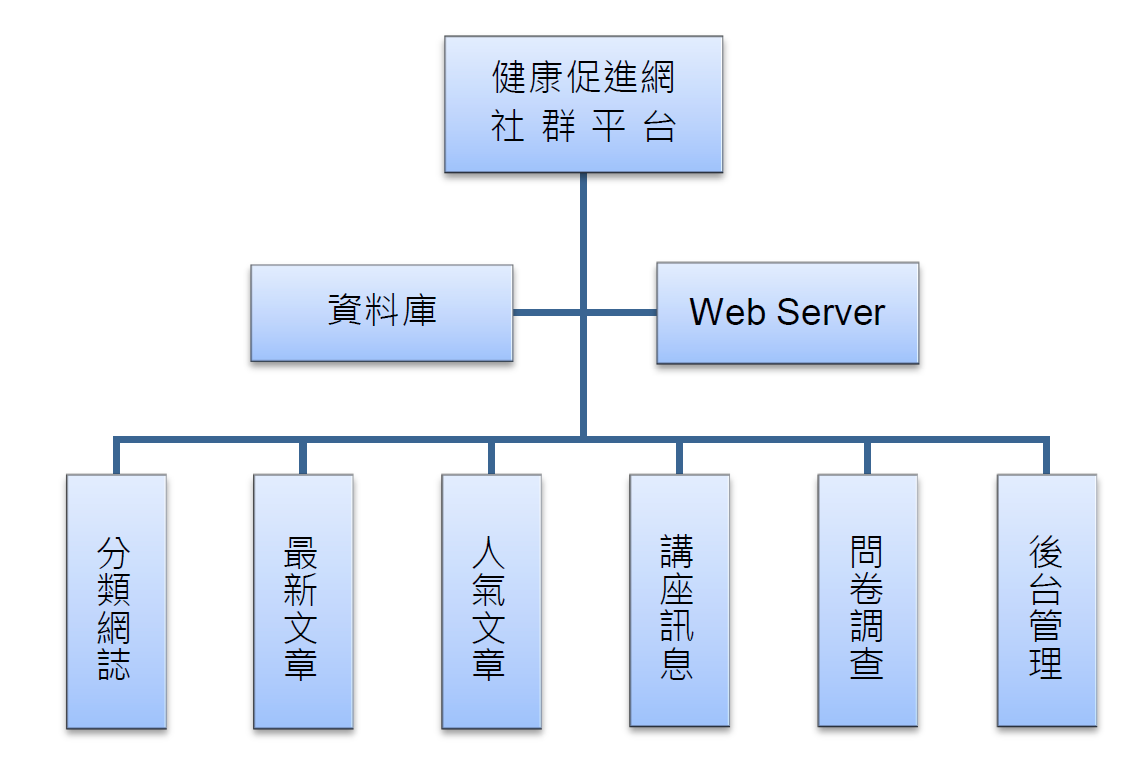 健康促進網
社群平台
資料庫
Web Server
分類網誌
最新文章
人氣文章
講座訊息
問卷調查
後台管理